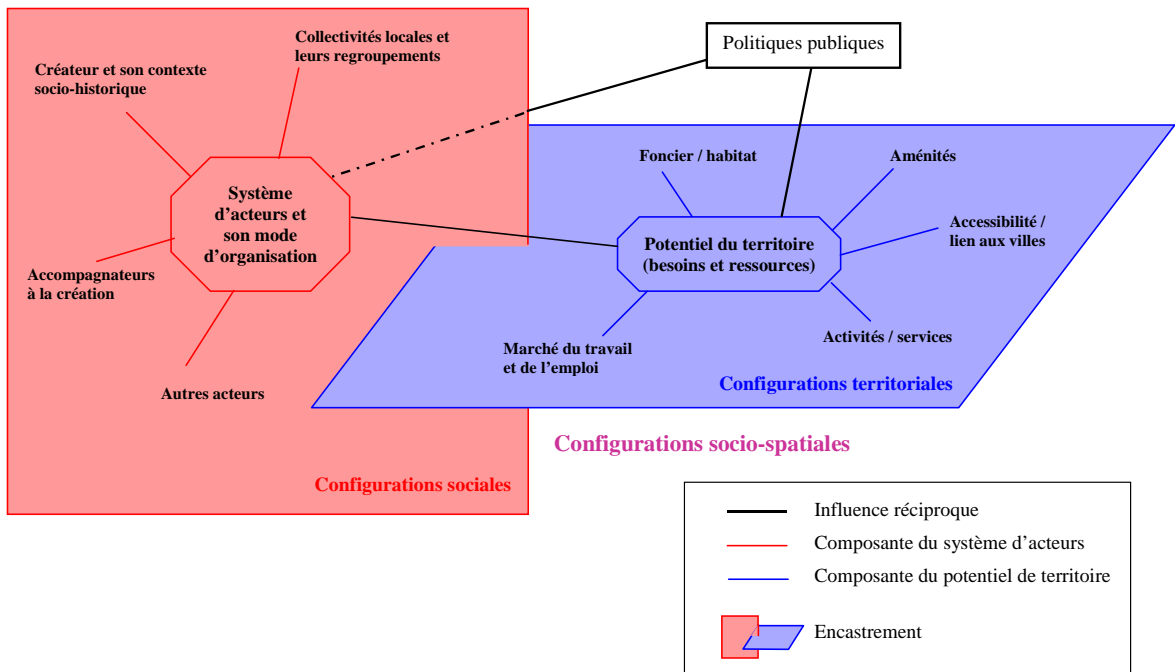 Collectivités locales et
leurs regroupements
Politiques publiques
Créateur et son contexte
socio-historique
Foncier / habitat
Aménités
Système
d'acteurs et
son mode
d'organisation
Accessibilité /
lien aux villes
Potentiel du territoire
(besoins et ressources)
Accompagnateurs
à la création
Activités / services
Marché du travail
et de l’emploi
Autres acteurs
Configurations territoriales
Configurations socio-spatiales
Configurations sociales
Influence réciproque
Composante du système d’acteurs
Composante du potentiel de territoire
Encastrement